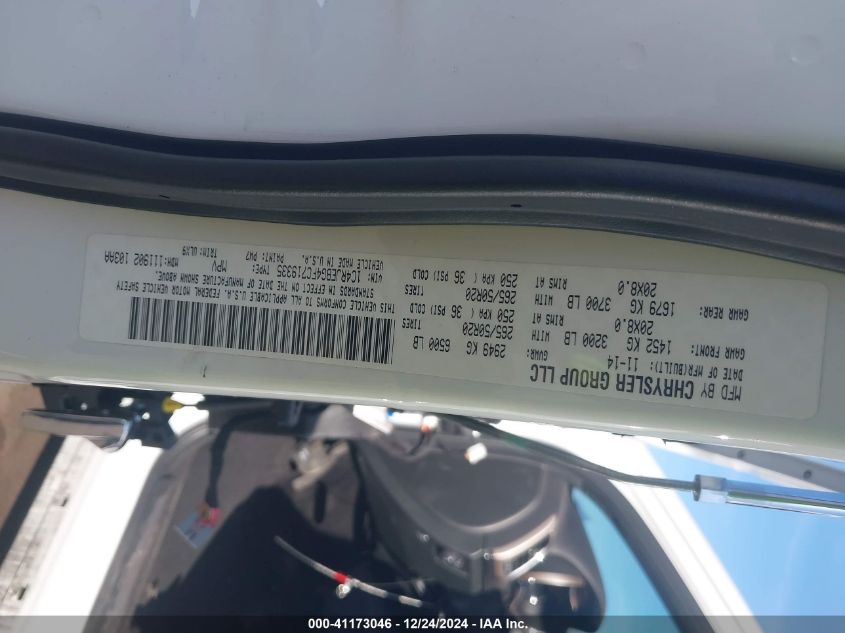 MFD BY CHRYSLER GROUP LLC
DATE OF MFR(BUILT): 11-14 GVWR: 2949 KG 6500 LB
GAWR FRONT: 1452 KG 3200 LB WITH 265/50R20 TIRES
20X8.0 RIMS AT 250 KPA ( 36 PSI) COLD
GAWR REAR: 1679 KG 3700 LB WITH 265/50R20 TIRES
20X8.0 RIMS AT 250 KPA ( 36 PSI) COLD
THIS VEHICLE CONFORMS TO ALL APPLICABLE U.S.A. FEDERAL MOTOR VEHICLE SAFETY
STANDARDS IN EFFECT ON THE DATE OF MANUFACTURE SHOWN ABOVE.
VIN: 1C4RJEBG4FC719335 TYPE: MPV MDH:111902 103AA
VEHICLE MADE IN U.S.A. PAINT: PW7 TRIM: ULX9
000-41173046 - 12/24/2024 - IAA Inc.